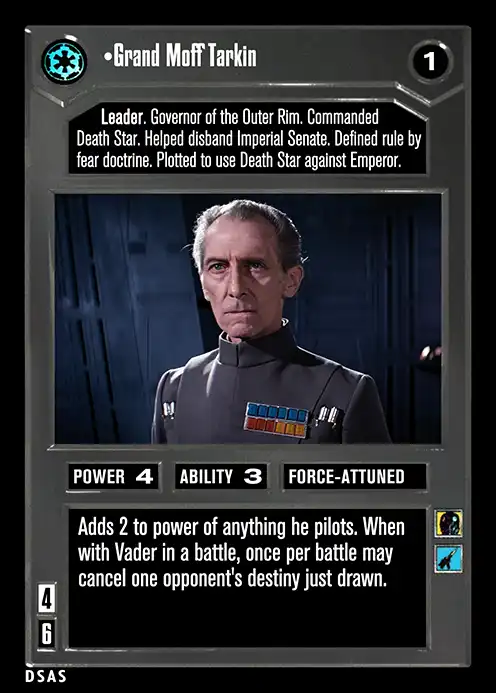 •Grand Moff Tarkin
1
Leader. Governor of the Outer Rim. Commanded
Death Star. Helped disband Imperial Senate. Defined rule by
fear doctrine. Plotted to use Death Star against Emperor.
POWER 4 ABILITY 3 FORCE-ATTUNED
Adds 2 to power of anything he pilots. When
with Vader in a battle, once per battle may
cancel one opponent's destiny just drawn.
4
6
DSAS